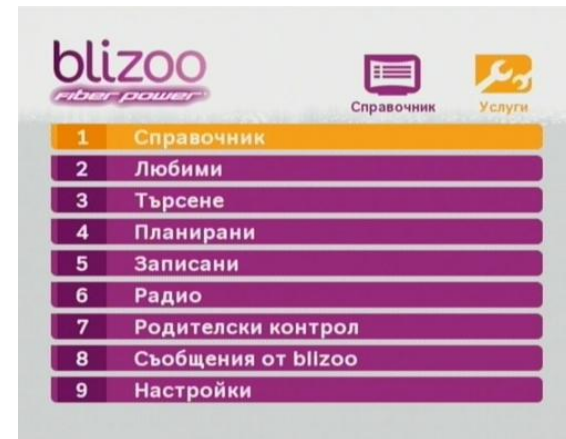 blizoo
Fiber power
Справочник
Услуги
1 Справочник
2 Любими
3 Търсене
4 Планирани
5 Записани
6 Радио
7 Родителски контрол
8 Съобщения от blizoo
9 Настройки